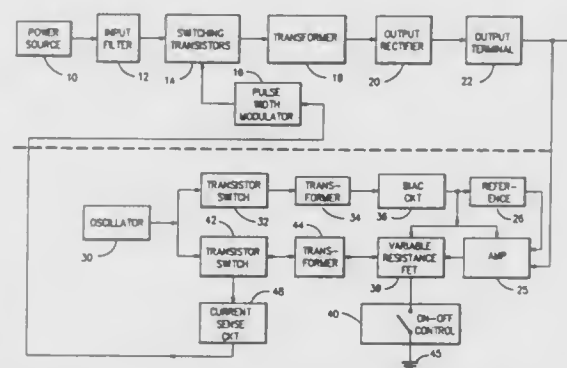 POWER
SOURCE
10
INPUT
FILTER
12
SWITCHING
TRANSISTORS
14
TRANSFORMER
18
OUTPUT
RECTIFIER
20
OUTPUT
TERMINAL
22
16
PULSE
WIDTH
MODULATOR
OSCILLATOR
30
TRANSISTOR
SWITCH
32
TRANS-
FORMER
34
BIAC
CKT
36
REFER-
ENCE
26
42
TRANSISTOR
SWITCH
44
TRANS-
FORMER
VARIABLE
RESISTANCE
FET
38
AMP
25
CURRENT
SENSE
CKT
48
40
ON-OFF
CONTROL
45